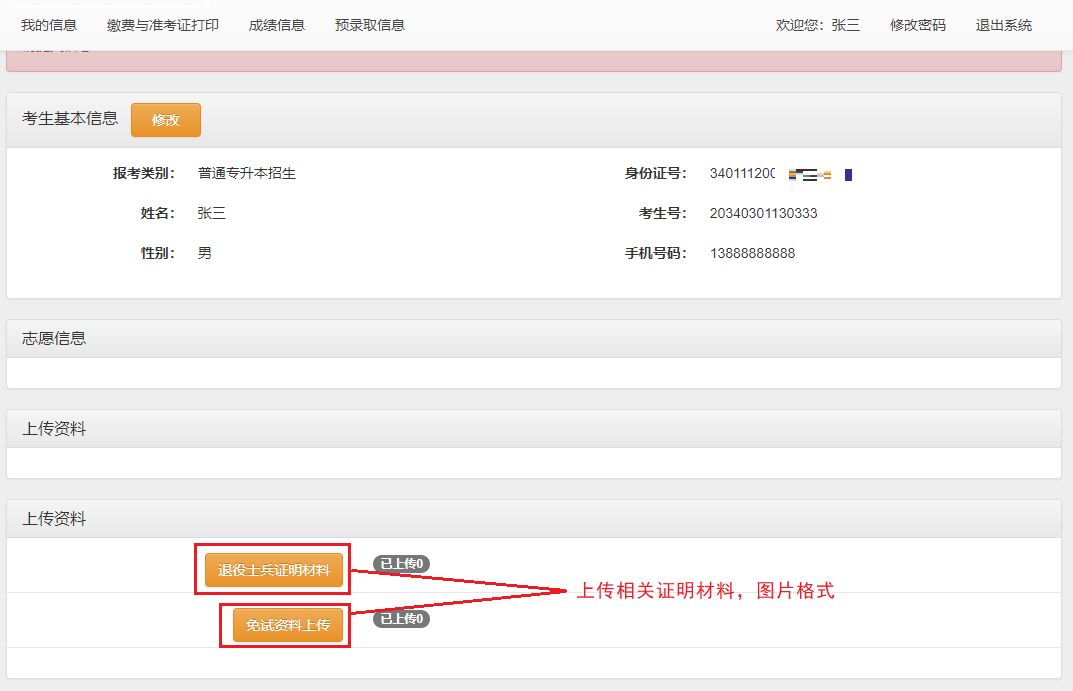 我的信息 缴费与准考证打印 成绩信息 预录取信息 欢迎您：张三 修改密码 退出系统
考生基本信息 修改
报考类别： 普通专升本招生 身份证号： 340111200
姓名： 张三 考生号： 20340301130333
性别： 男 手机号码： 13888888888
志愿信息
上传资料
上传资料
退役士兵证明材料 已上传0
上传相关证明材料，图片格式
免试资料上传 已上传0